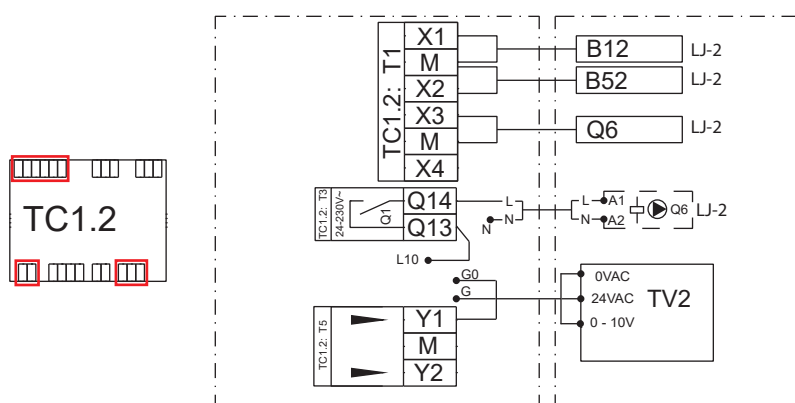 TC1.2
TC1.2: T1
X1
M
X2
X3
M
X4
B12 LJ-2
B52 LJ-2
Q6 LJ-2
TC1.2: T3
24-230V~
Q1
Q14
Q13
L
N
N
L10
L
N
A1
A2
Q6
LJ-2
G0
G
TC1.2: T5
Y1
M
Y2
0VAC
24VAC
0 - 10V
TV2